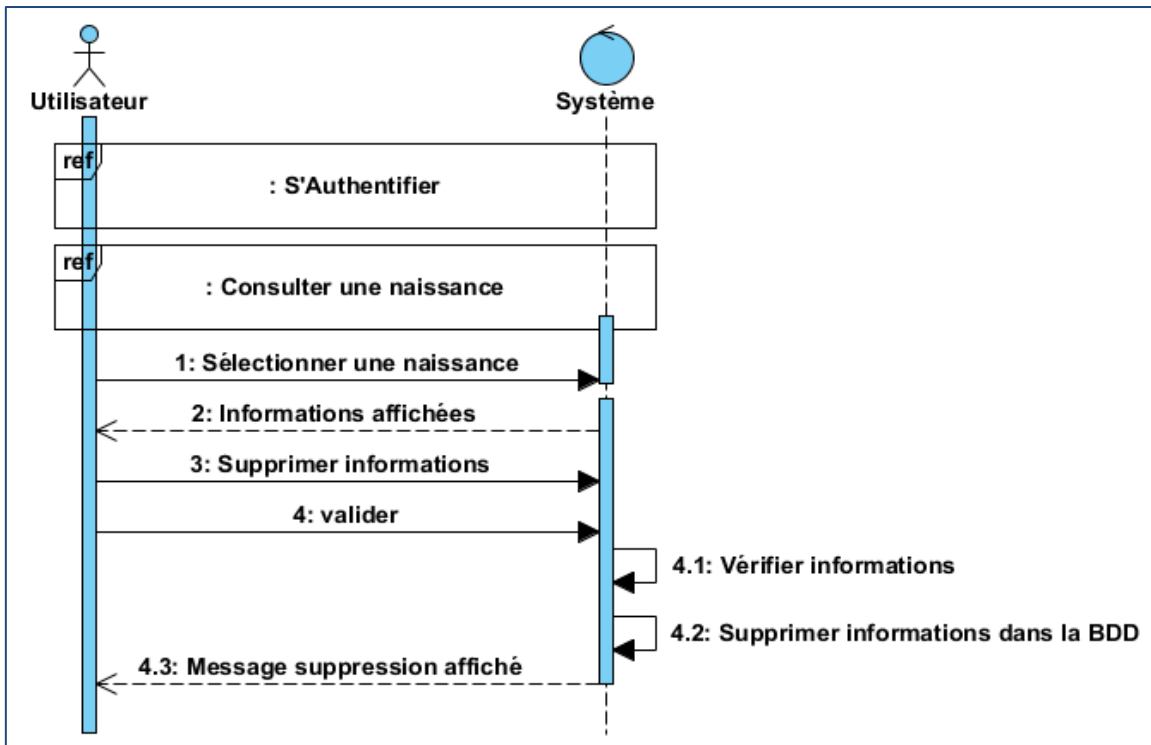 Utilisateur
Système
ref
: S'Authentifier
ref
: Consulter une naissance
1: Sélectionner une naissance
2: Informations affichées
3: Supprimer informations
4: valider
4.1: Vérifier informations
4.2: Supprimer informations dans la BDD
4.3: Message suppression affiché